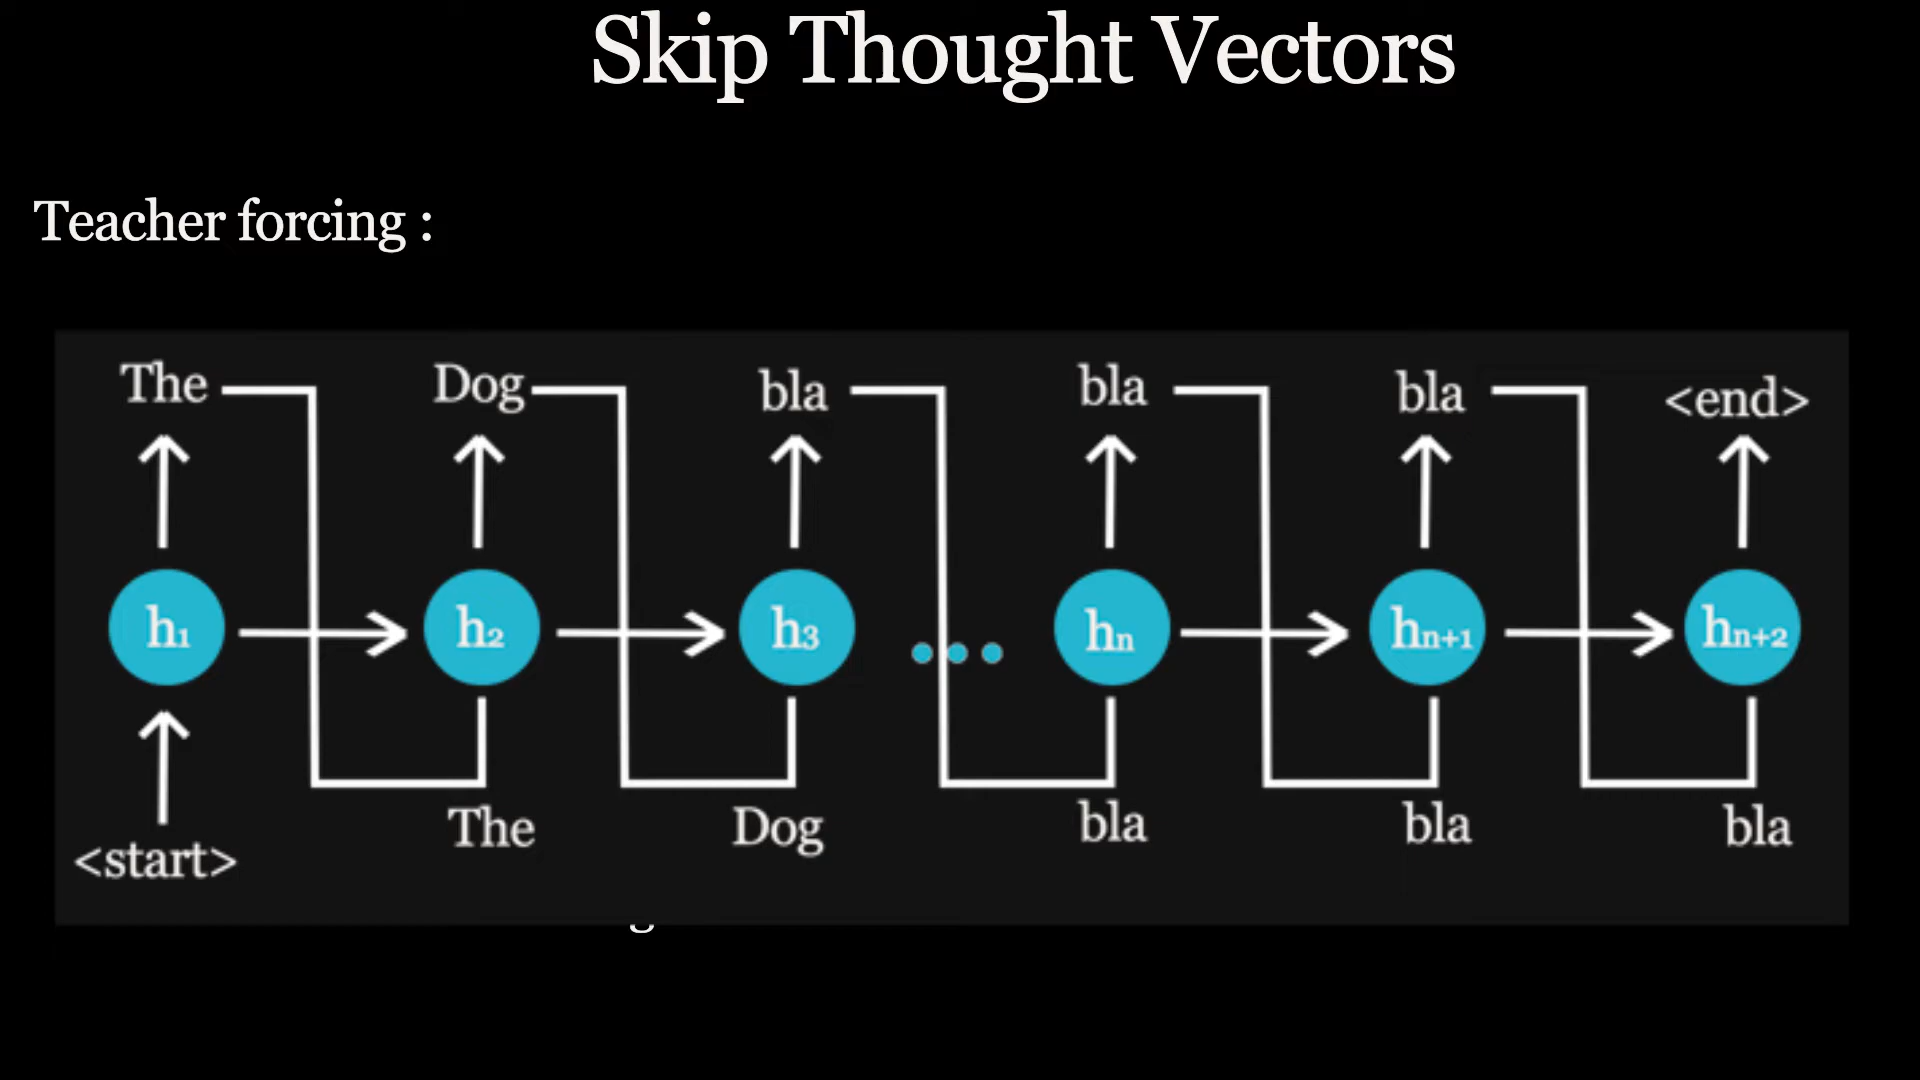 Skip Thought Vectors
Teacher forcing :
The Dog bla bla bla <end>
h1 h2 h3 hn hn+1 hn+2
The Dog bla bla bla
<start>